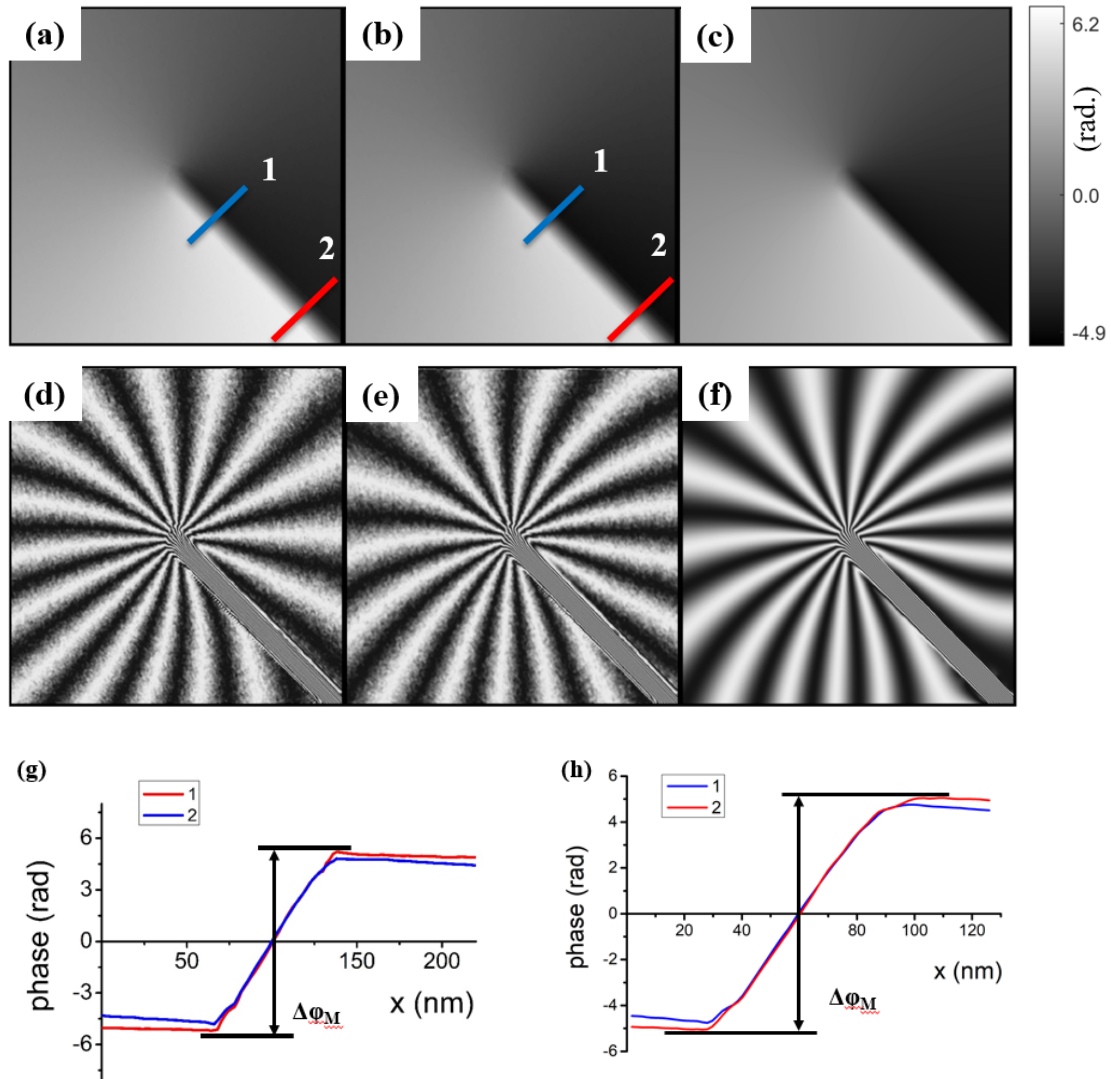 (a)
(b)
(c)
6.2
0.0
-4.9
(rad.)
1
2
1
2
(d)
(e)
(f)
(g)
1
2
6
3
0
-3
-6
50
150
200
phase (rad)
x (nm)
ΔφM
(h)
1
2
6
4
2
0
-2
-4
-6
20
40
60
80
100
120
phase (rad)
x (nm)
ΔφM